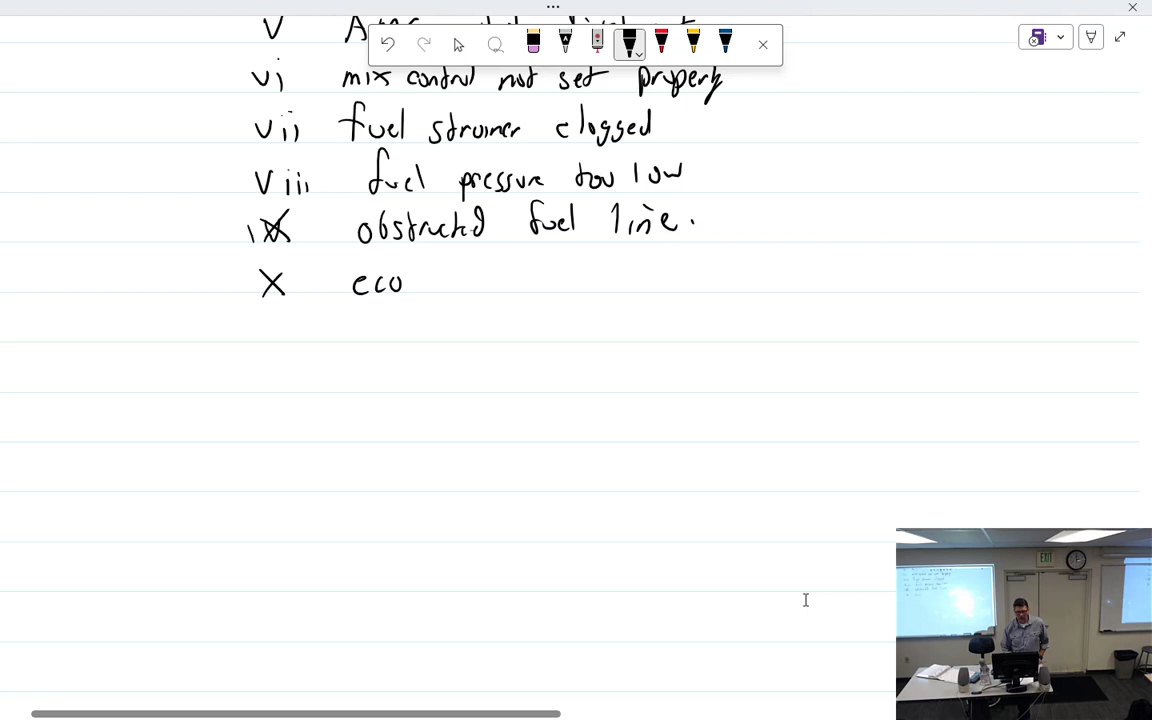 V
vi mix control not set properly
vii fuel strainer clogged
viii fuel pressure too low
ix obstructed fuel line.
X eco
EXIT